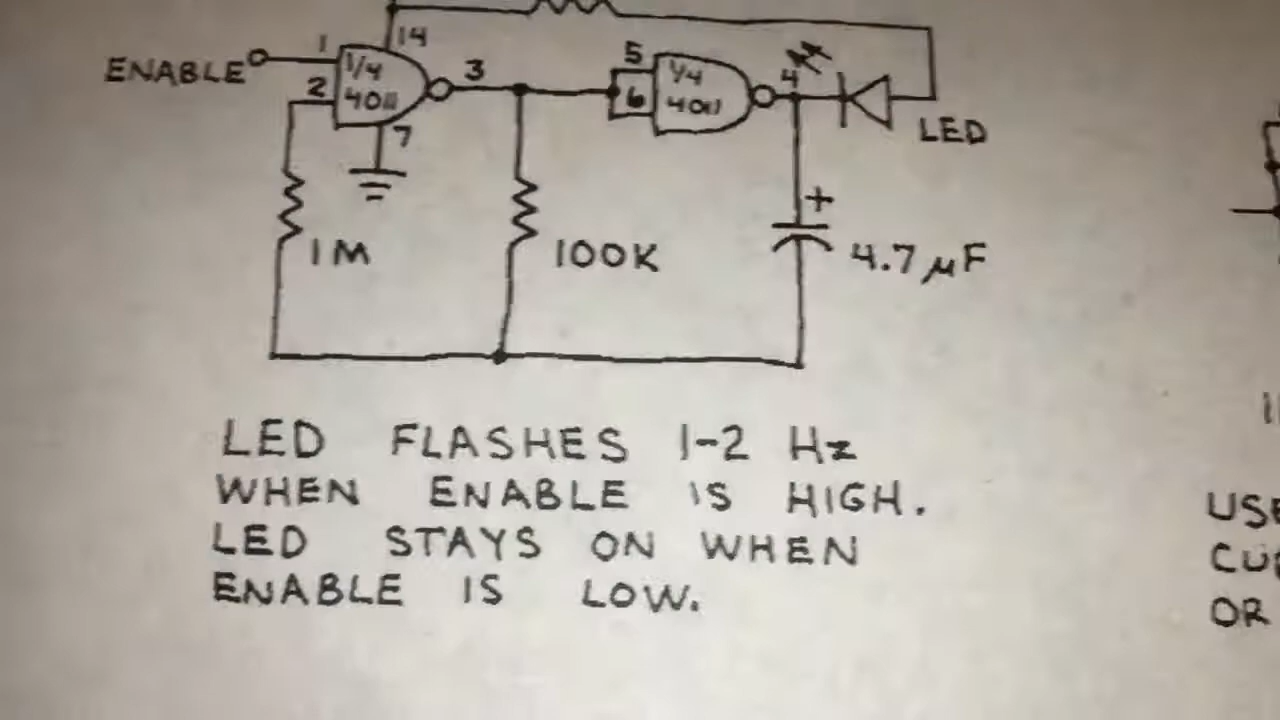 14
ENABLE 1 1/4 3 5 1/4 4
2 4011 6 4011
7 LED
+
1M 100K 4.7µF
LED FLASHES 1-2 Hz
WHEN ENABLE IS HIGH.
LED STAYS ON WHEN
ENABLE IS LOW.
OR